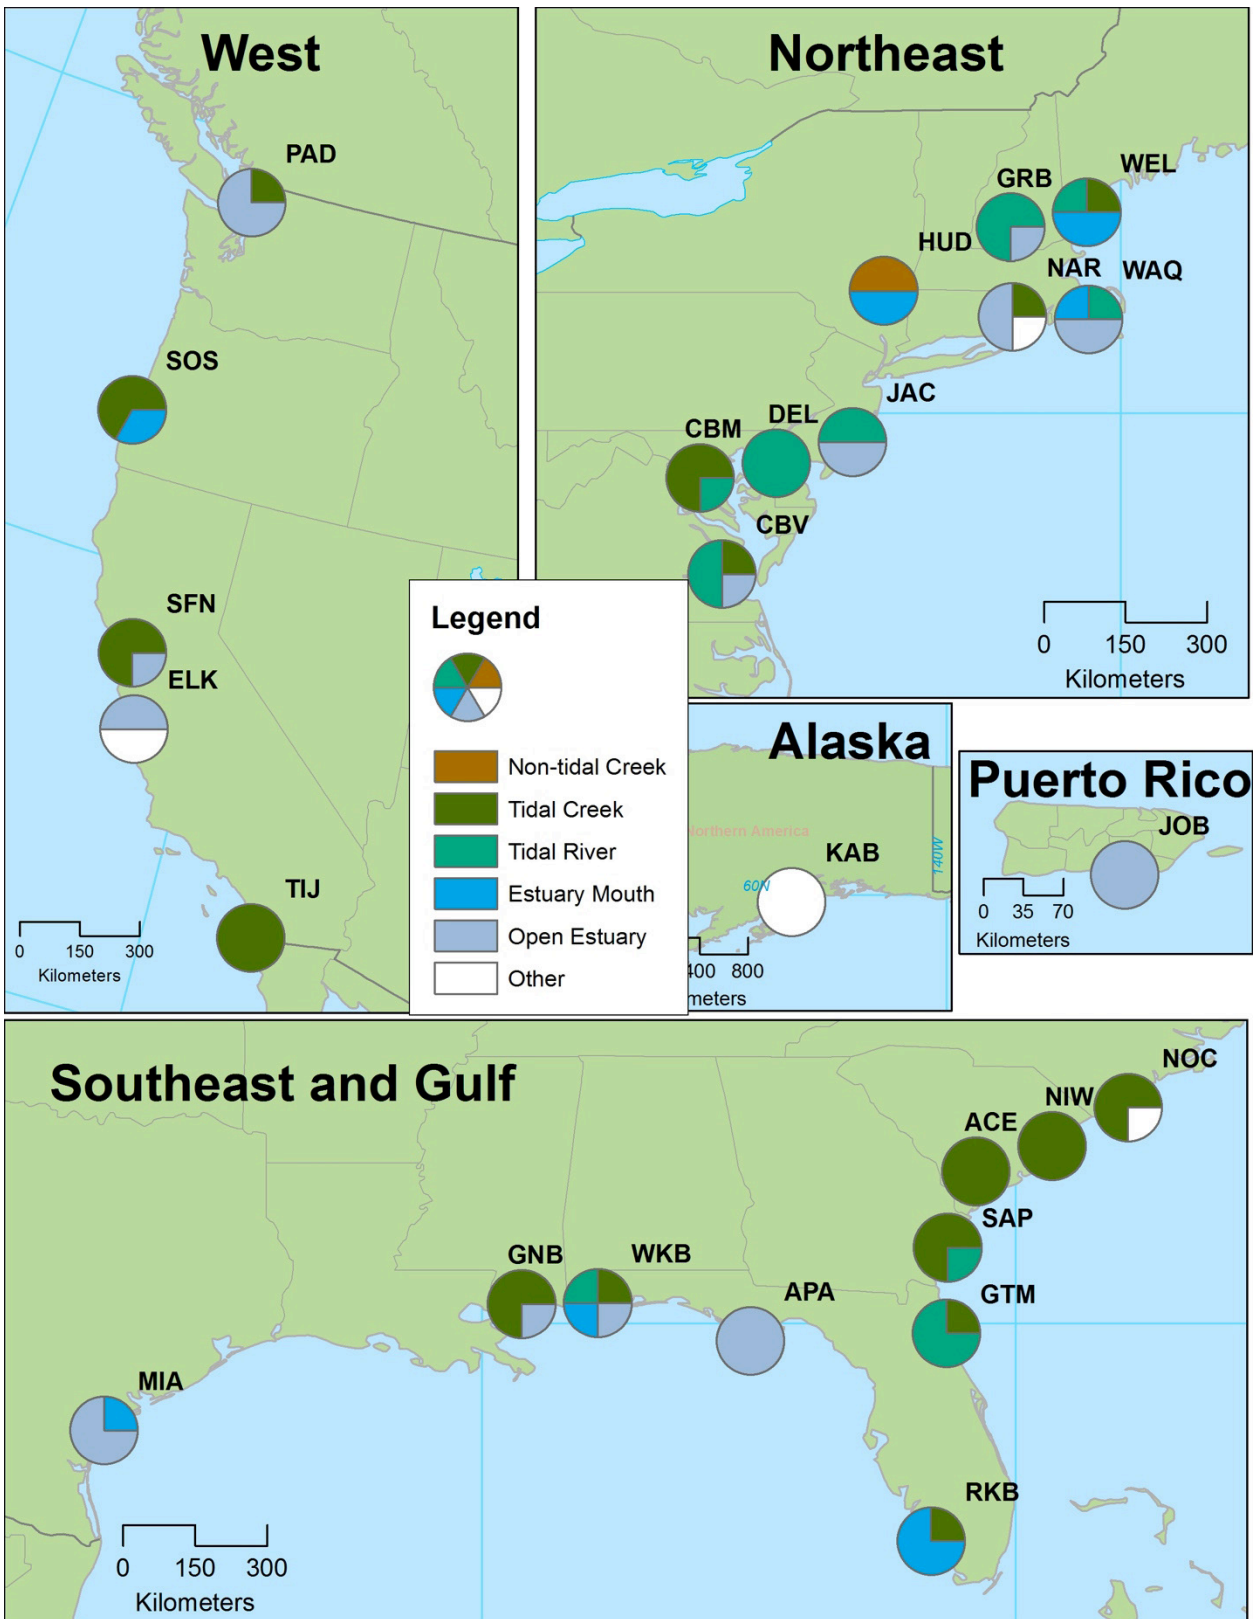 West
PAD
SOS
SFN
ELK
TIJ
0 150 300
Kilometers
Northeast
WEL
GRB
HUD
NAR WAQ
JAC
DEL
CBM
CBV
0 150 300
Kilometers
Legend
Non-tidal Creek
Tidal Creek
Tidal River
Estuary Mouth
Open Estuary
Other
Alaska
Northern America
KAB
60N
140W
400 800
meters
Puerto Rico
JOB
0 35 70
Kilometers
Southeast and Gulf
NOC
NIW
ACE
SAP
GNB WKB
APA GTM
MIA
RKB
0 150 300
Kilometers